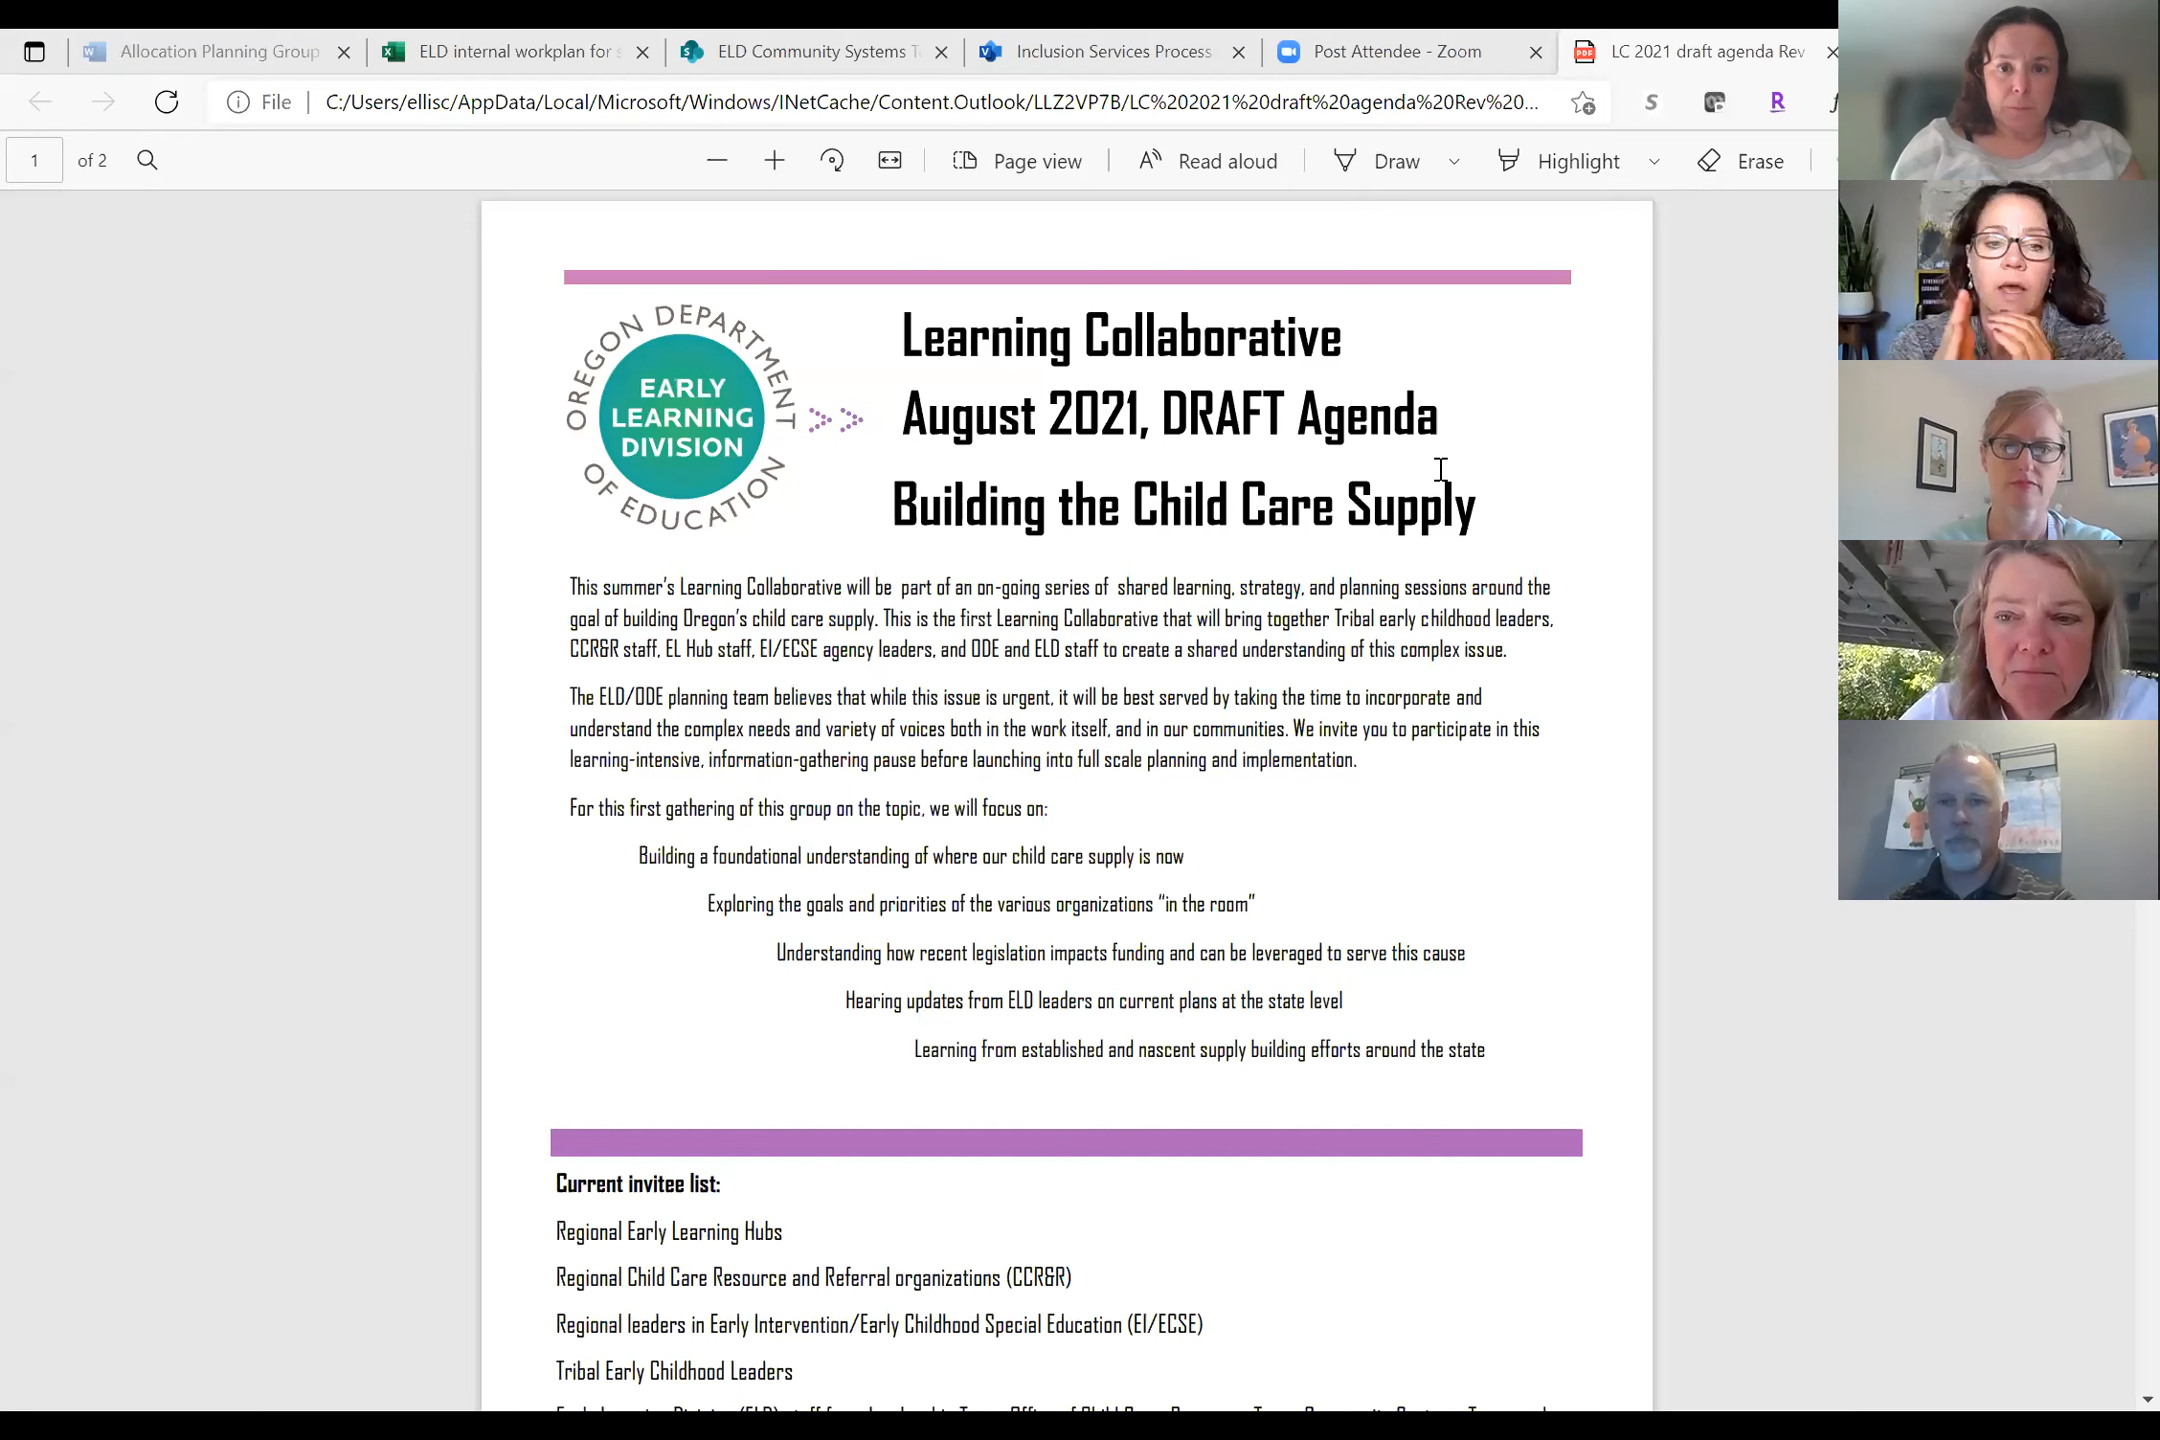 Allocation Planning Group
ELD internal workplan for s
ELD Community Systems T
Inclusion Services Process
Post Attendee - Zoom
LC 2021 draft agenda Rev
File
C:/Users/ellisc/AppData/Local/Microsoft/Windows/INetCache/Content.Outlook/LLZ2VP7B/LC%202021%20draft%20agenda%20Rev%20...
1 of 2
Page view
Read aloud
Draw
Highlight
Erase
OREGON DEPARTMENT
EARLY
LEARNING
DIVISION
OF EDUCATION
Learning Collaborative
August 2021, DRAFT Agenda
Building the Child Care Supply
This summer's Learning Collaborative will be part of an on-going series of shared learning, strategy, and planning sessions around the
goal of building Oregon's child care supply. This is the first Learning Collaborative that will bring together Tribal early childhood leaders,
CCR&R staff, EL Hub staff, EI/ECSE agency leaders, and ODE and ELD staff to create a shared understanding of this complex issue.
The ELD/ODE planning team believes that while this issue is urgent, it will be best served by taking the time to incorporate and
understand the complex needs and variety of voices both in the work itself, and in our communities. We invite you to participate in this
learning-intensive, information-gathering pause before launching into full scale planning and implementation.
For this first gathering of this group on the topic, we will focus on:
Building a foundational understanding of where our child care supply is now
Exploring the goals and priorities of the various organizations "in the room"
Understanding how recent legislation impacts funding and can be leveraged to serve this cause
Hearing updates from ELD leaders on current plans at the state level
Learning from established and nascent supply building efforts around the state
Current invitee list:
Regional Early Learning Hubs
Regional Child Care Resource and Referral organizations (CCR&R)
Regional leaders in Early Intervention/Early Childhood Special Education (EI/ECSE)
Tribal Early Childhood Leaders